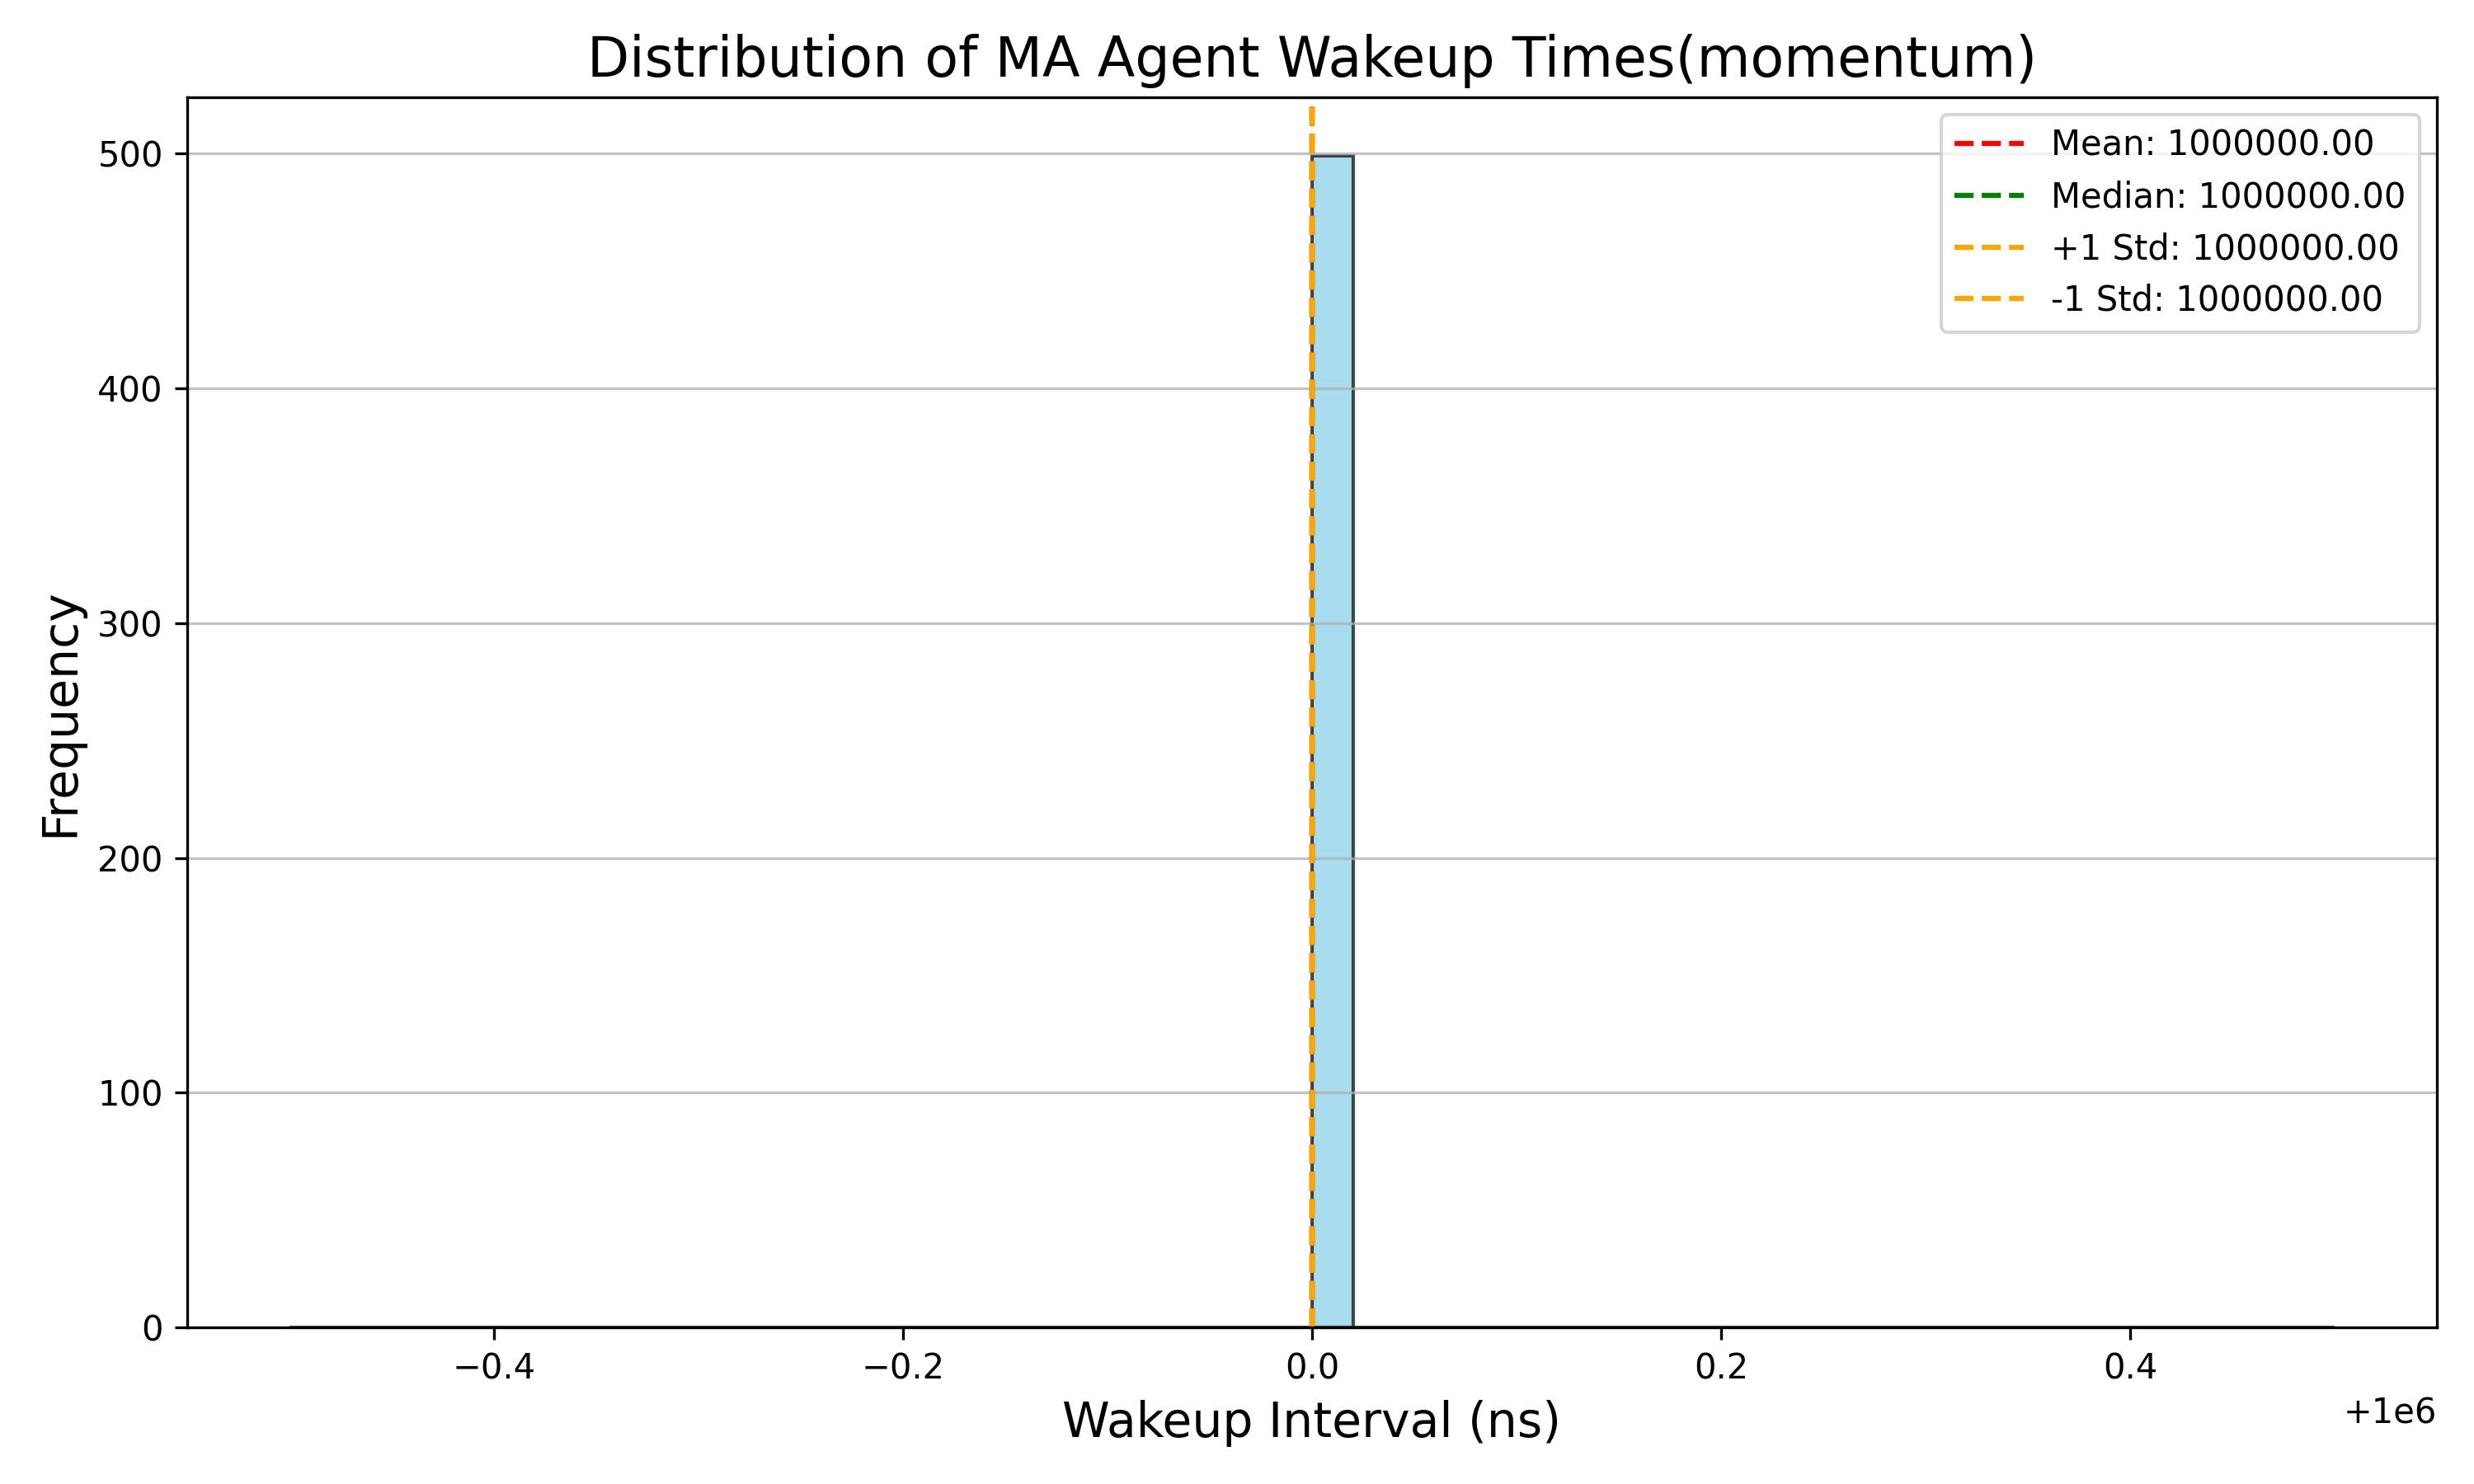 Distribution of MA Agent Wakeup Times(momentum)
Mean: 1000000.00
Median: 1000000.00
+1 Std: 1000000.00
-1 Std: 1000000.00
Frequency
500
400
300
200
100
0
−0.4 −0.2 0.0 0.2 0.4
+1e6
Wakeup Interval (ns)